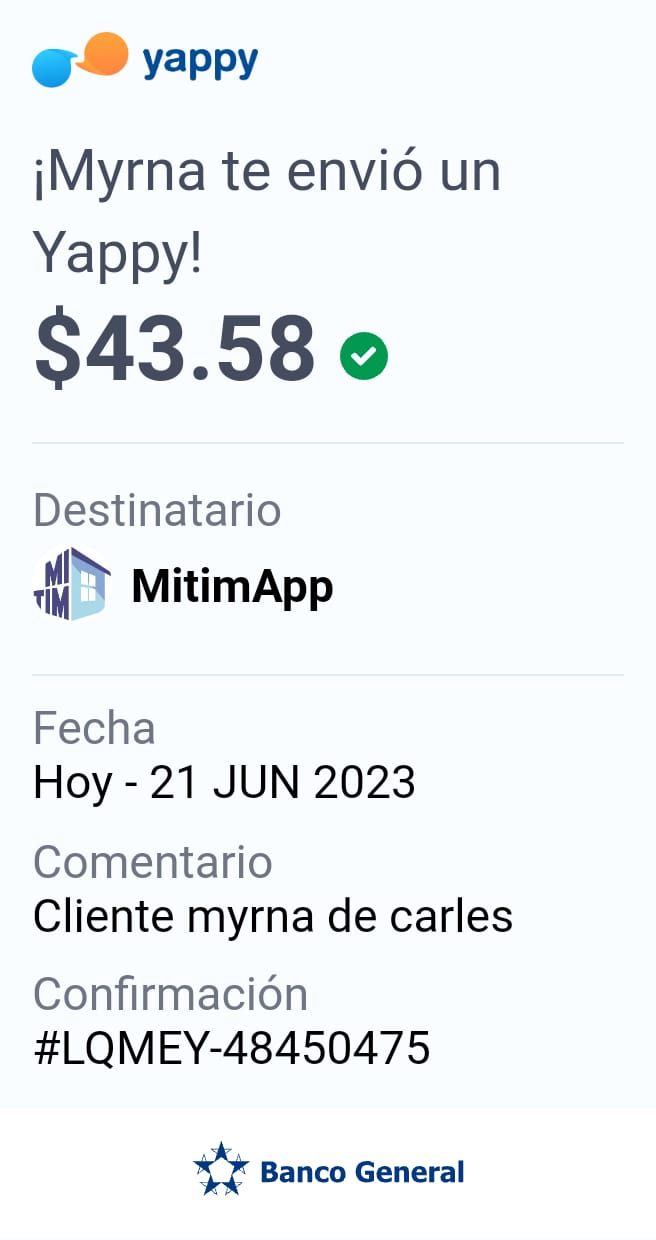 yappy
¡Myrna te envió un
Yappy!
$43.58
Destinatario
MI
TIM
MitimApp
Fecha
Hoy - 21 JUN 2023
Comentario
Cliente myrna de carles
Confirmación
#LQMEY-48450475
Banco General